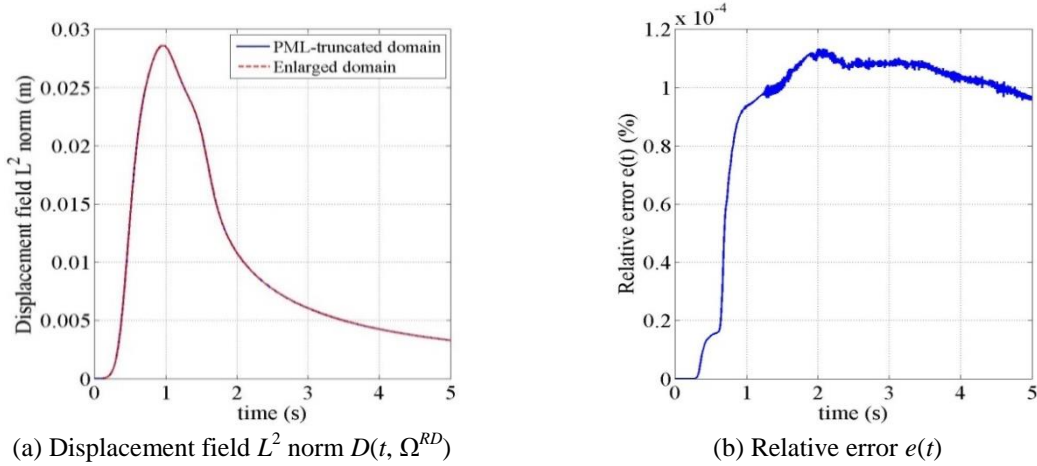 0.03
0.025
0.02
0.015
0.01
0.005
0
0 1 2 3 4 5
Displacement field L² norm (m)
time (s)
PML-truncated domain
Enlarged domain
(a) Displacement field L² norm D(t, Ω^RD)
x 10^-4
1.2
1
0.8
0.6
0.4
0.2
0
0 1 2 3 4 5
Relative error e(t) (%)
time (s)
(b) Relative error e(t)